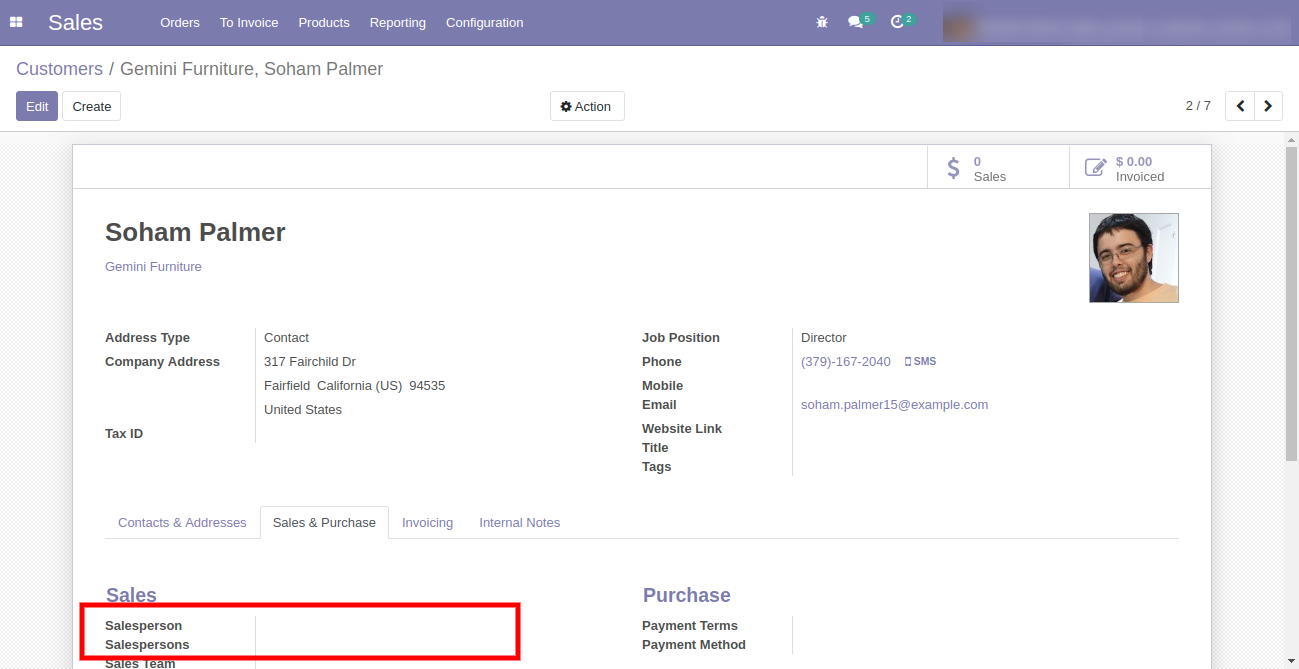 Sales Orders To Invoice Products Reporting Configuration 5 2
Customers / Gemini Furniture, Soham Palmer
Edit Create Action 2 / 7
0
Sales
$ 0.00
Invoiced
Soham Palmer
Gemini Furniture
Address Type Contact
Company Address 317 Fairchild Dr
Fairfield California (US) 94535
United States
Tax ID
Job Position Director
Phone (379)-167-2040 SMS
Mobile
Email soham.palmer15@example.com
Website Link
Title
Tags
Contacts & Addresses Sales & Purchase Invoicing Internal Notes
Sales
Salesperson
Salespersons
Sales Team
Purchase
Payment Terms
Payment Method